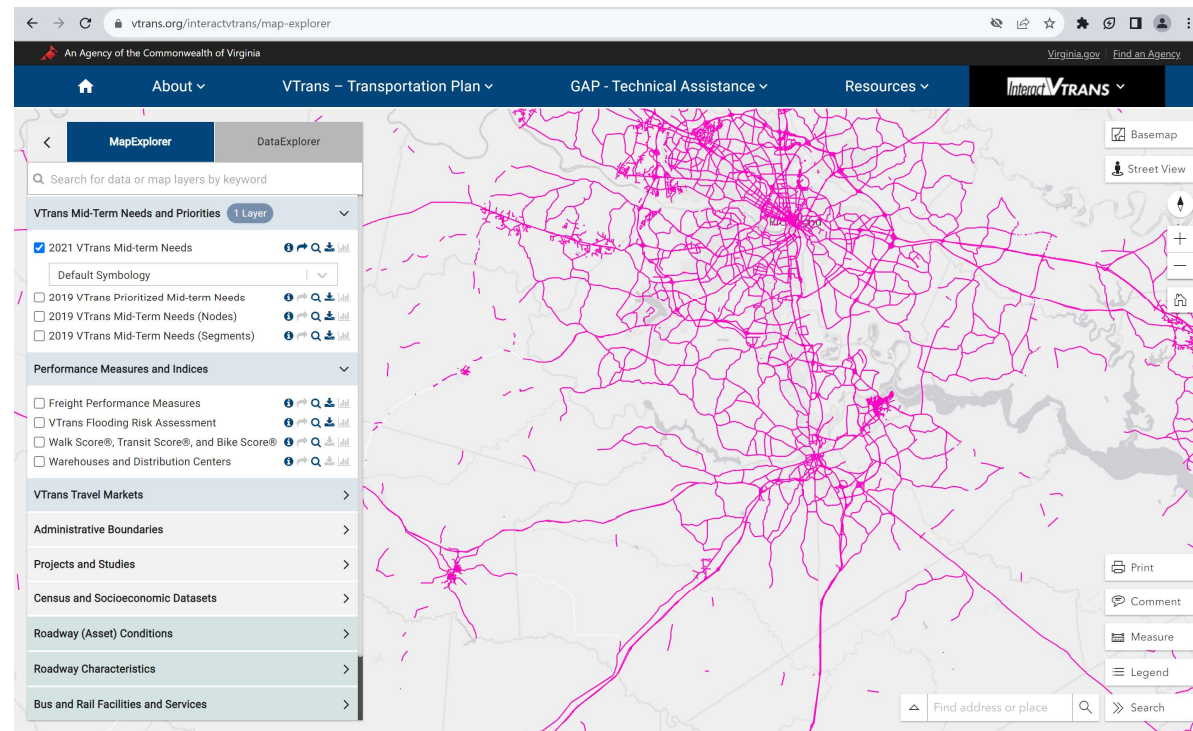 vtrans.org/interactvtrans/map-explorer
An Agency of the Commonwealth of Virginia
Virginia.gov
Find an Agency
About
VTrans – Transportation Plan
GAP - Technical Assistance
Resources
InteractVTRANS
MapExplorer
DataExplorer
Search for data or map layers by keyword
VTrans Mid-Term Needs and Priorities 1 Layer
2021 VTrans Mid-term Needs
Default Symbology
2019 VTrans Prioritized Mid-term Needs
2019 VTrans Mid-Term Needs (Nodes)
2019 VTrans Mid-Term Needs (Segments)
Performance Measures and Indices
Freight Performance Measures
VTrans Flooding Risk Assessment
Walk Score®, Transit Score®, and Bike Score®
Warehouses and Distribution Centers
VTrans Travel Markets
Administrative Boundaries
Projects and Studies
Census and Socioeconomic Datasets
Roadway (Asset) Conditions
Roadway Characteristics
Bus and Rail Facilities and Services
Basemap
Street View
Print
Comment
Measure
Legend
Find address or place
Search